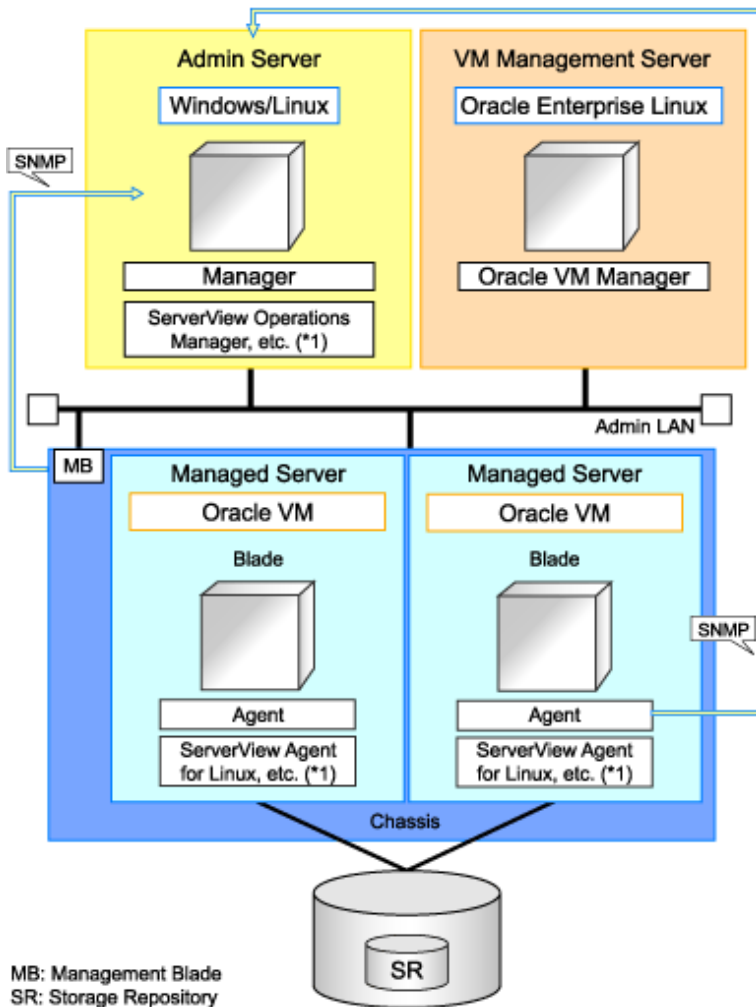 Admin Server
VM Management Server
Windows/Linux
Oracle Enterprise Linux
SNMP
Manager
Oracle VM Manager
ServerView Operations
Manager, etc. (*1)
Admin LAN
MB
Managed Server
Managed Server
Oracle VM
Oracle VM
Blade
Blade
SNMP
Agent
Agent
ServerView Agent
for Linux, etc. (*1)
ServerView Agent
for Linux, etc. (*1)
Chassis
SR
MB: Management Blade
SR: Storage Repository